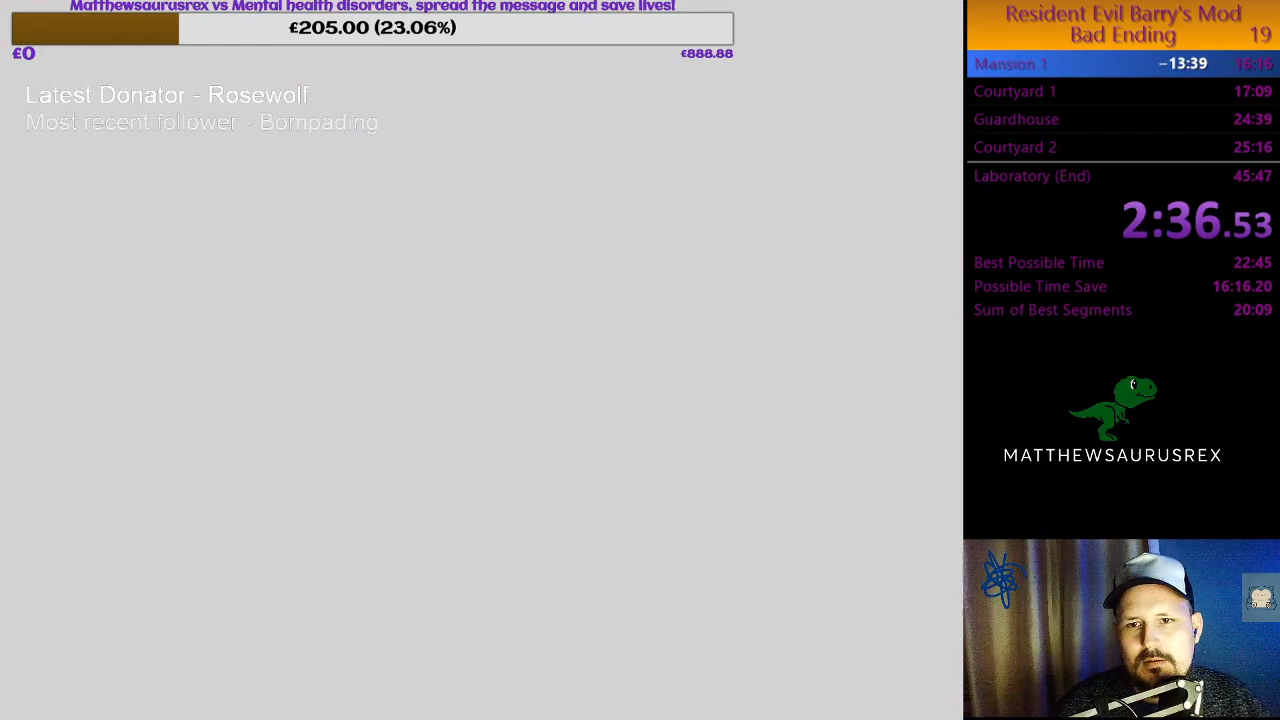 Matthewsaurusrex vs Mental health disorders, spread the message and save lives!
£205.00 (23.06%)
£0
£888.88
Latest Donator - Rosewolf
Most recent follower - Bompading
Resident Evil Barry's Mod
Bad Ending 19
Mansion 1 −13:39 16:16
Courtyard 1 17:09
Guardhouse 24:39
Courtyard 2 25:16
Laboratory (End) 45:47
2:36.53
Best Possible Time 22:45
Possible Time Save 16:16.20
Sum of Best Segments 20:09
MATTHEWSAURUSREX